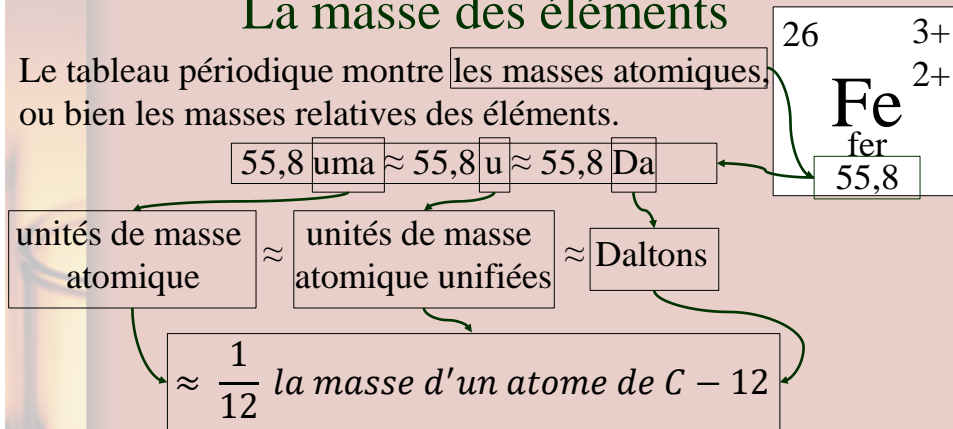 La masse des éléments
26 3+
2+
Fe
fer
55,8
Le tableau périodique montre les masses atomiques,
ou bien les masses relatives des éléments.
55,8 uma ≈ 55,8 u ≈ 55,8 Da
unités de masse
atomique
≈
unités de masse
atomique unifiées
≈
Daltons
≈ 1/12 la masse d'un atome de C − 12